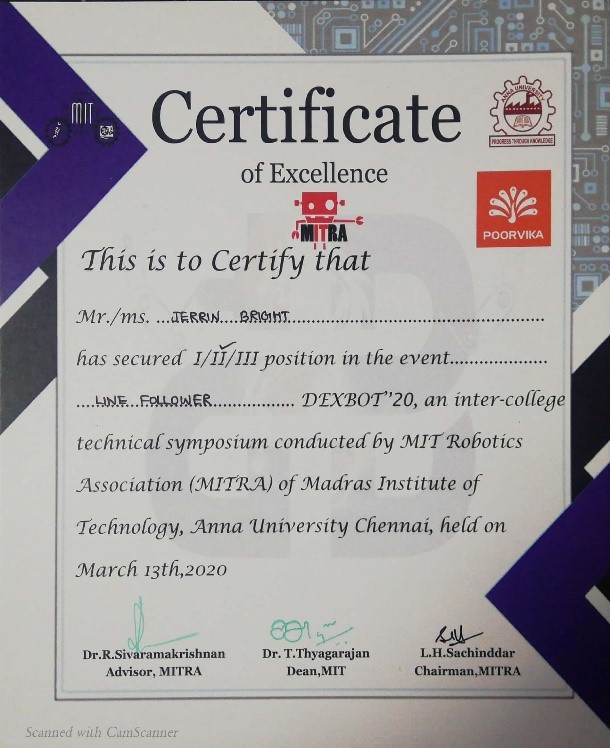 MIT
Certificate
ANNA UNIVERSITY
PROGRESS THROUGH KNOWLEDGE
of Excellence
MITRA
POORVIKA
This is to Certify that
Mr./ms. ...JERRIN....BRIGHT....................................................
has secured I/II/III position in the event....................
....LINE FOLLOWER................ DEXBOT"20, an inter-college
technical symposium conducted by MIT Robotics
Association (MITRA) of Madras Institute of
Technology, Anna University Chennai, held on
March 13th,2020
Dr.R.Sivaramakrishnan
Advisor, MITRA
Dr. T.Thyagarajan
Dean,MIT
L.H.Sachinddar
Chairman,MITRA
Scanned with CamScanner